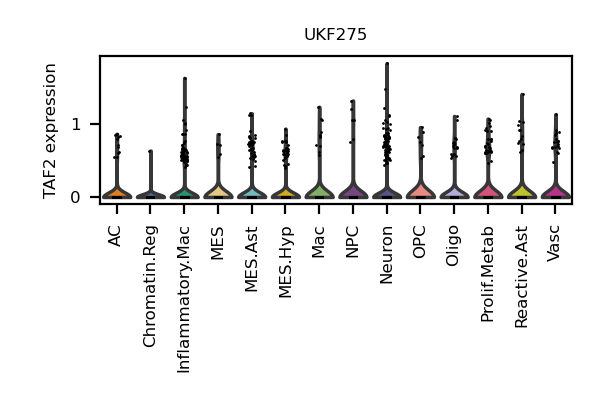 UKF275
TAF2 expression
1
0
AC
Chromatin.Reg
Inflammatory.Mac
MES
MES.Ast
MES.Hyp
Mac
NPC
Neuron
OPC
Oligo
Prolif.Metab
Reactive.Ast
Vasc